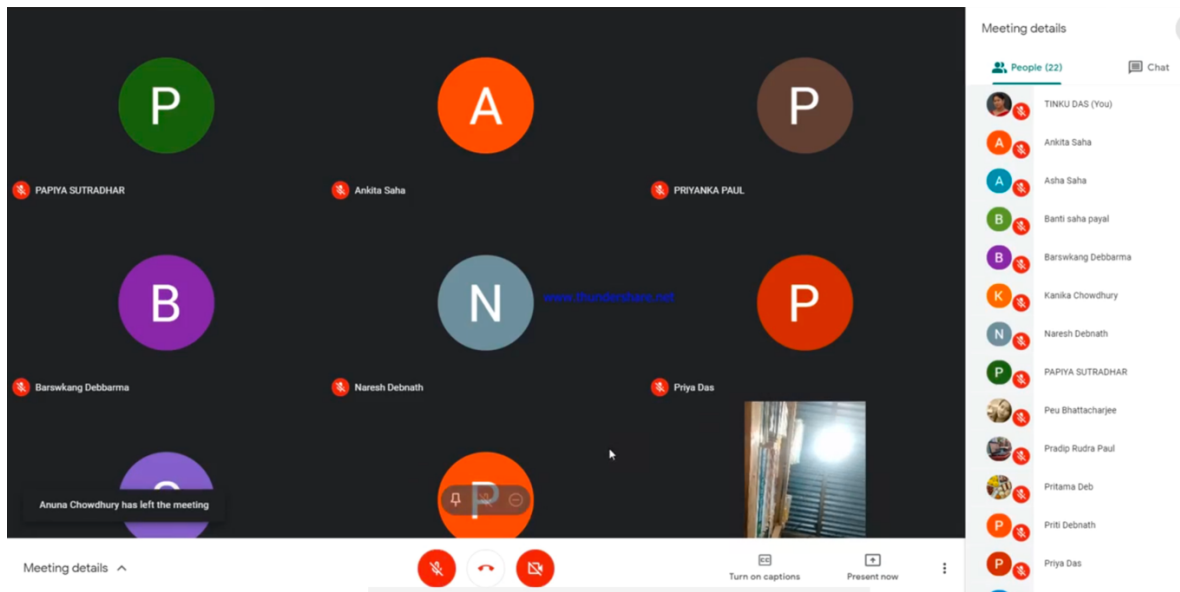 P
A
P
PAPIYA SUTRADHAR
Ankita Saha
PRIYANKA PAUL
B
N
P
www.thundershare.net
Barswkang Debbarma
Naresh Debnath
Priya Das
P
Anuna Chowdhury has left the meeting
Meeting details
Turn on captions
Present now
Meeting details
People (22)
Chat
TINKU DAS (You)
A
Ankita Saha
A
Asha Saha
B
Banti saha payal
B
Barswkang Debbarma
K
Kanika Chowdhury
N
Naresh Debnath
P
PAPIYA SUTRADHAR
Peu Bhattacharjee
Pradip Rudra Paul
Pritama Deb
P
Priti Debnath
P
Priya Das